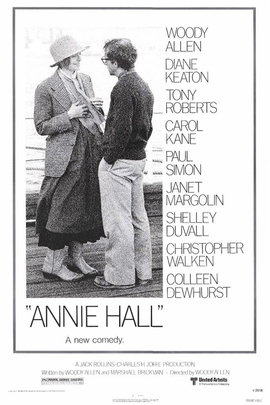 WOODY
ALLEN
DIANE
KEATON
TONY
ROBERTS
CAROL
KANE
PAUL
SIMON
JANET
MARGOLIN
SHELLEY
DUVALL
CHRISTOPHER
WALKEN
COLLEEN
DEWHURST
"ANNIE HALL"
A new comedy.
A JACK ROLLINS-CHARLES H. JOFFE PRODUCTION
Written by WOODY ALLEN and MARSHALL BRICKMAN · Directed by WOODY ALLEN
United Artists